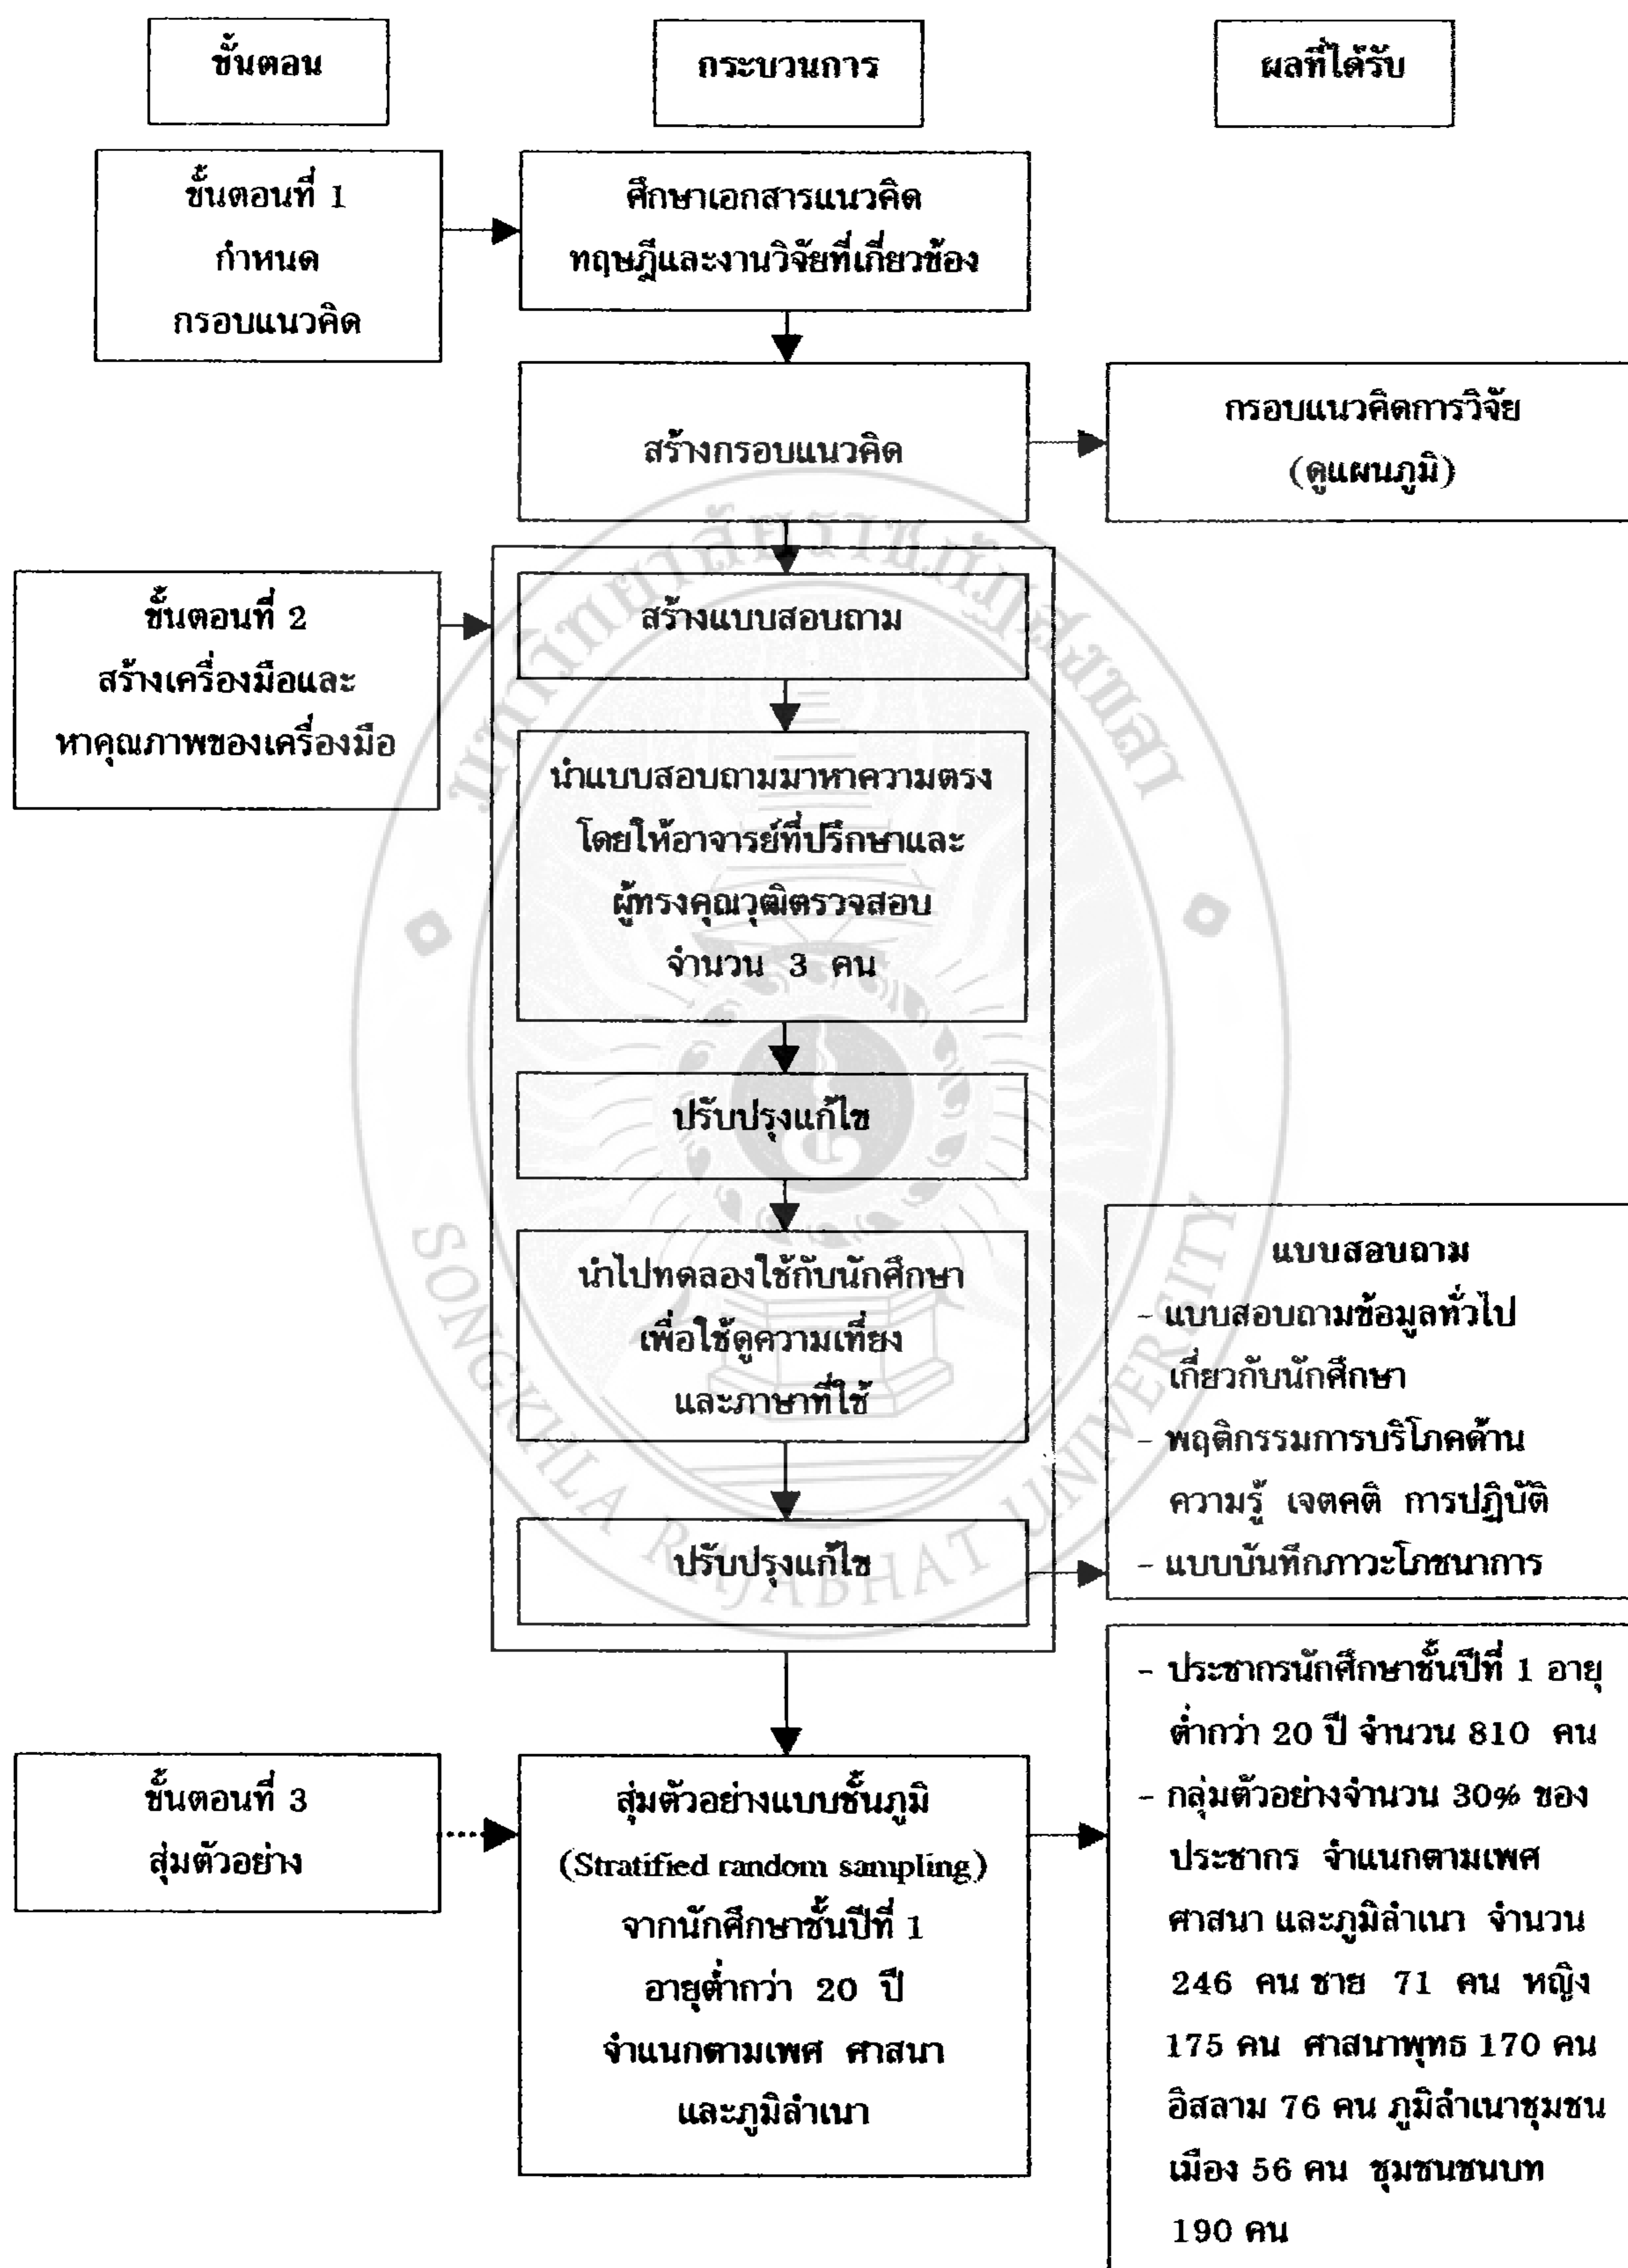 ขั้นตอน
กระบวนการ
ผลที่ได้รับ
ขั้นตอนที่ 1
กำหนด
กรอบแนวคิด
ศึกษาเอกสารแนวคิด
ทฤษฎีและงานวิจัยที่เกี่ยวข้อง
สร้างกรอบแนวคิด
กรอบแนวคิดการวิจัย
(ดูแผนภูมิ)
ขั้นตอนที่ 2
สร้างเครื่องมือและ
หาคุณภาพของเครื่องมือ
สร้างแบบสอบถาม
นำแบบสอบถามมาหาความตรง
โดยให้อาจารย์ที่ปรึกษาและ
ผู้ทรงคุณวุฒิตรวจสอบ
จำนวน 3 คน
ปรับปรุงแก้ไข
นำไปทดลองใช้กับนักศึกษา
เพื่อใช้ดูความเที่ยง
และภาษาที่ใช้
ปรับปรุงแก้ไข
แบบสอบถาม
- แบบสอบถามข้อมูลทั่วไป
เกี่ยวกับนักศึกษา
- พฤติกรรมการบริโภคด้าน
ความรู้ เจตคติ การปฏิบัติ
- แบบบันทึกภาวะโภชนาการ
ขั้นตอนที่ 3
สุ่มตัวอย่าง
สุ่มตัวอย่างแบบชั้นภูมิ
(Stratified random sampling)
จากนักศึกษาชั้นปีที่ 1
อายุต่ำกว่า 20 ปี
จำแนกตามเพศ ศาสนา
และภูมิลำเนา
- ประชากรนักศึกษาชั้นปีที่ 1 อายุ
ต่ำกว่า 20 ปี จำนวน 810 คน
- กลุ่มตัวอย่างจำนวน 30% ของ
ประชากร จำแนกตามเพศ
ศาสนา และภูมิลำเนา จำนวน
246 คน ชาย 71 คน หญิง
175 คน ศาสนาพุทธ 170 คน
อิสลาม 76 คน ภูมิลำเนาชุมชน
เมือง 56 คน ชุมชนชนบท
190 คน
มหาวิทยาลัยราชภัฏสงขลา
SONGKHLA RAJABHAT UNIVERSITY